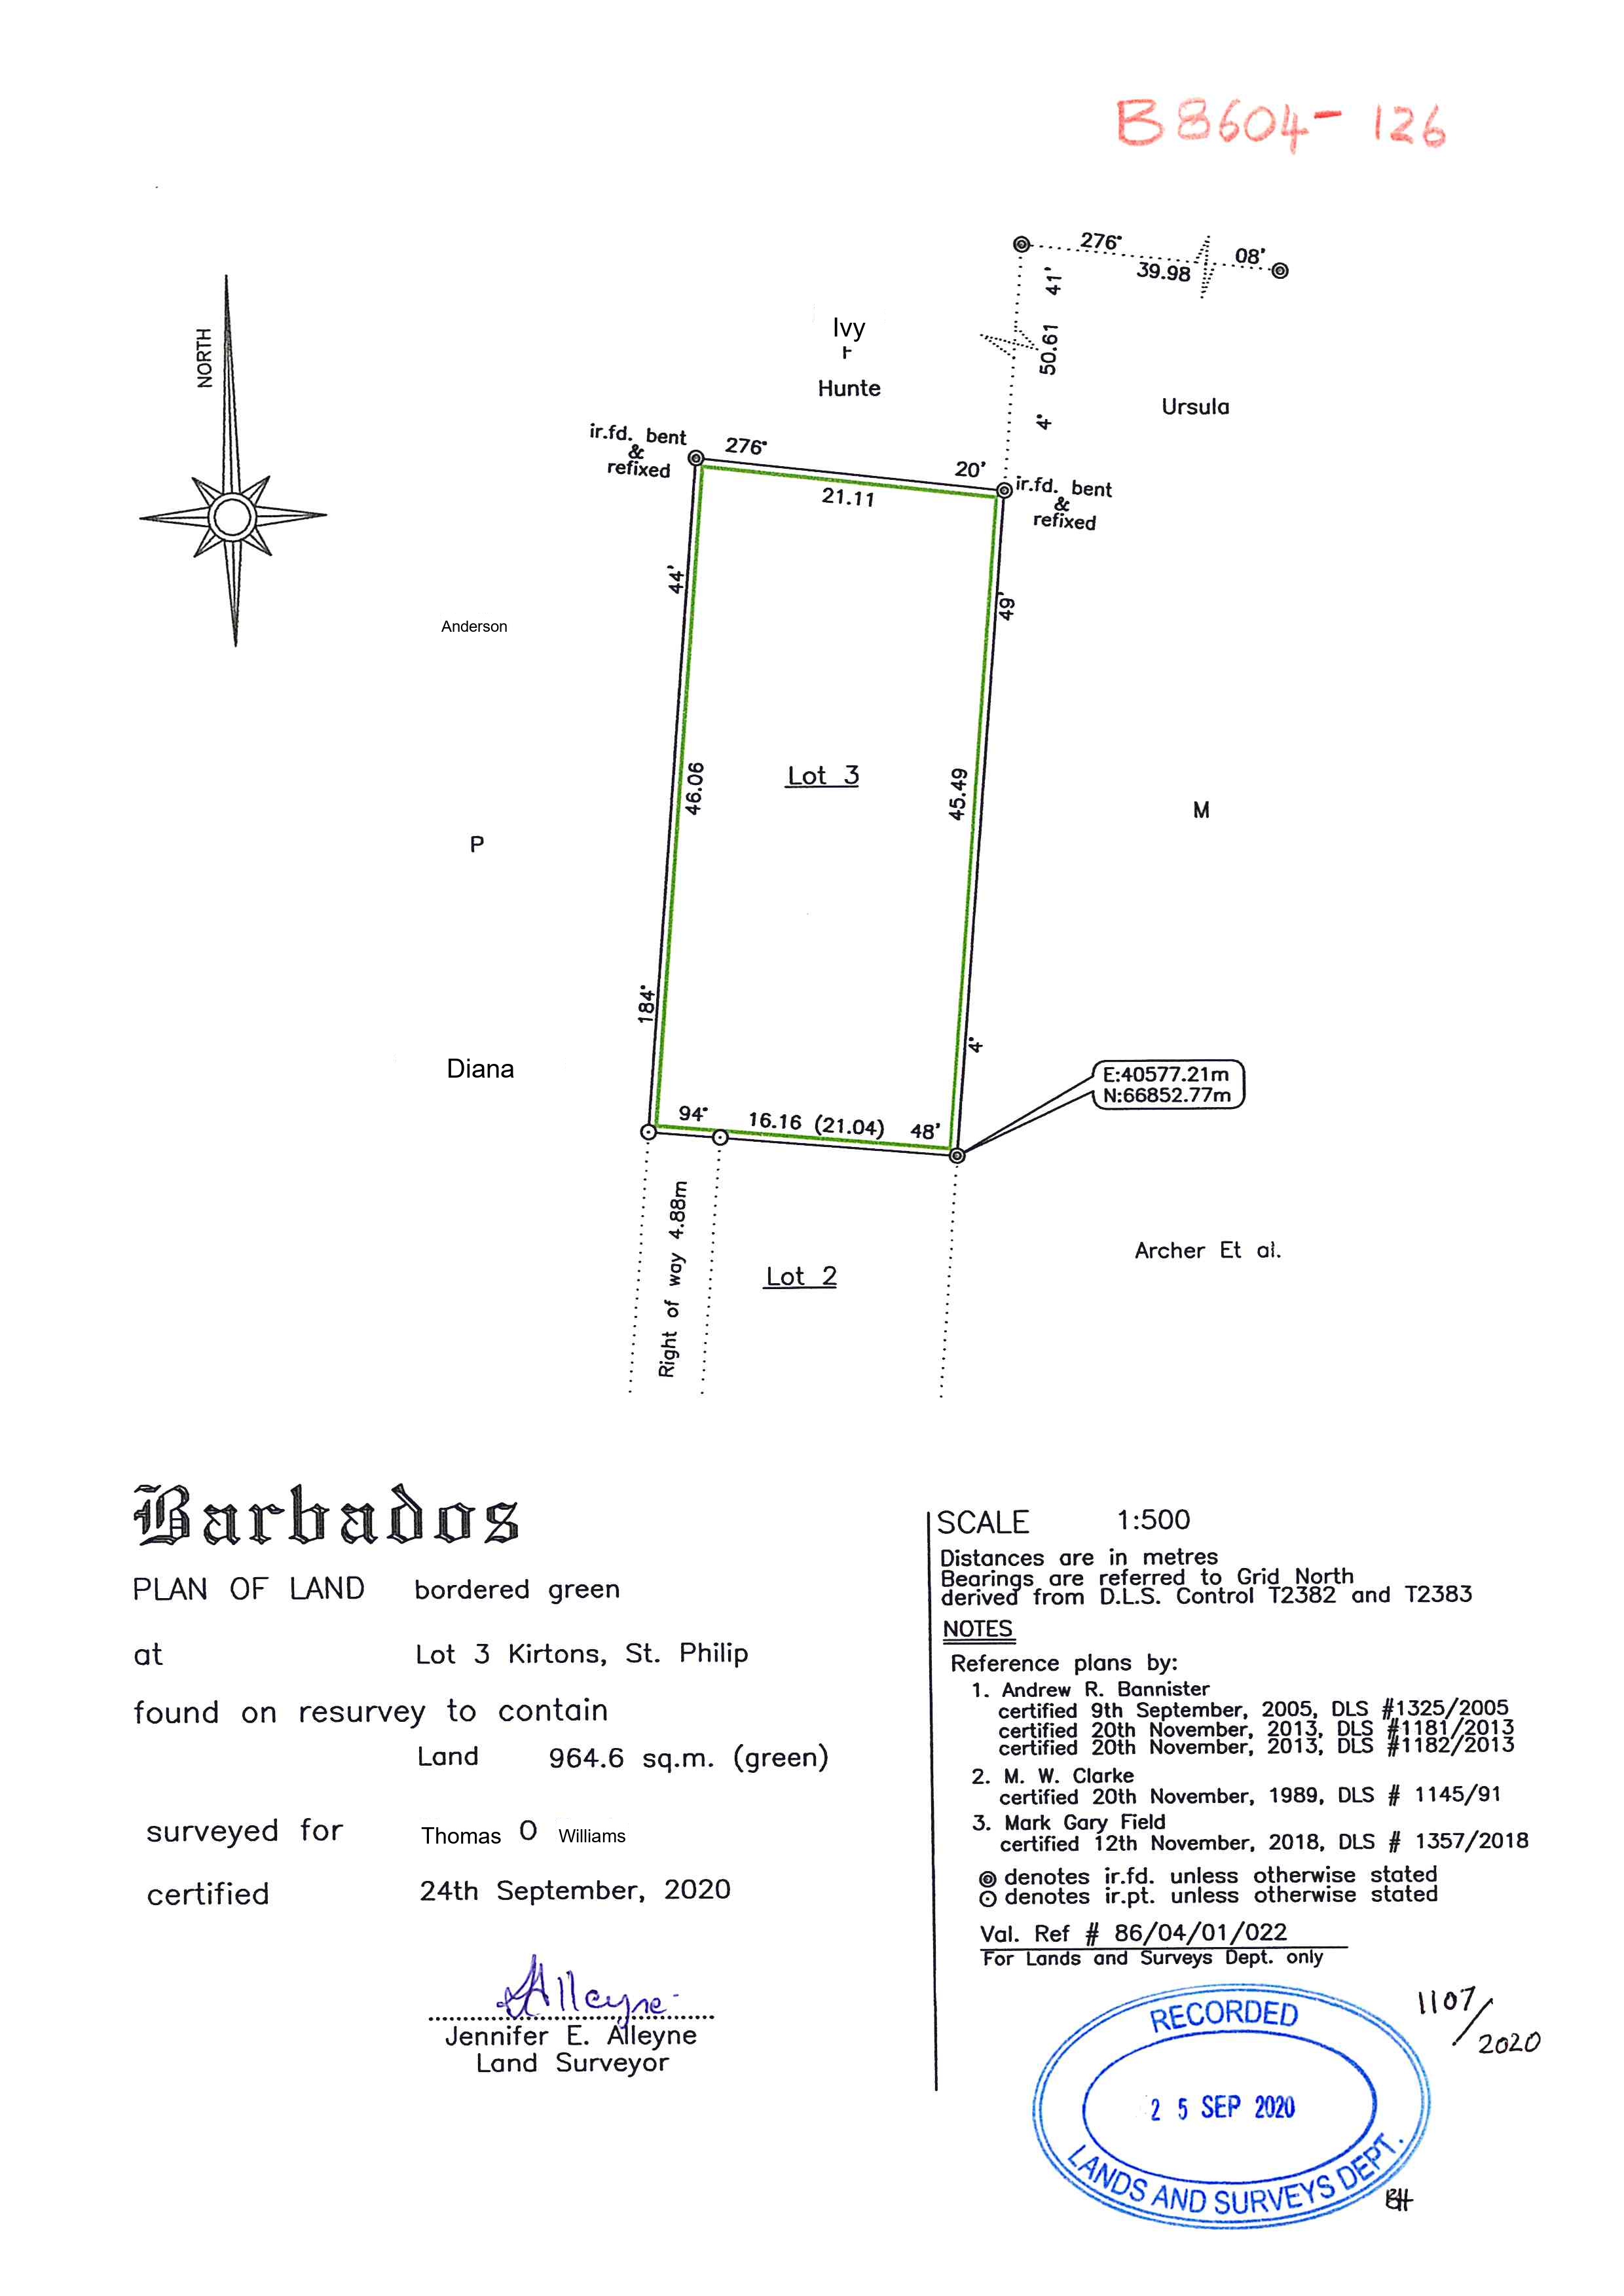 B8604-126
276° 08'
39.98
41'
50.61
4°
NORTH
Ivy
F
Hunte
Ursula
ir.fd. bent
&
refixed
276° 20'
21.11
ir.fd. bent
&
refixed
44'
46.06
184°
49'
45.49
4°
Anderson
Lot 3
P
M
Diana
E:40577.21m
N:66852.77m
94° 16.16 (21.04) 48'
Right of way 4.88m
Lot 2
Archer Et al.
Barbados
PLAN OF LAND bordered green
at Lot 3 Kirtons, St. Philip
found on resurvey to contain
Land 964.6 sq.m. (green)
surveyed for Thomas O Williams
certified 24th September, 2020
JAlleyne
Jennifer E. Alleyne
Land Surveyor
SCALE 1:500
Distances are in metres
Bearings are referred to Grid North
derived from D.L.S. Control T2382 and T2383
NOTES
Reference plans by:
1. Andrew R. Bannister
certified 9th September, 2005, DLS #1325/2005
certified 20th November, 2013, DLS #1181/2013
certified 20th November, 2013, DLS #1182/2013
2. M. W. Clarke
certified 20th November, 1989, DLS # 1145/91
3. Mark Gary Field
certified 12th November, 2018, DLS # 1357/2018
denotes ir.fd. unless otherwise stated
denotes ir.pt. unless otherwise stated
Val. Ref # 86/04/01/022
For Lands and Surveys Dept. only
RECORDED
25 SEP 2020
LANDS AND SURVEYS DEPT.
1107/2020
BH